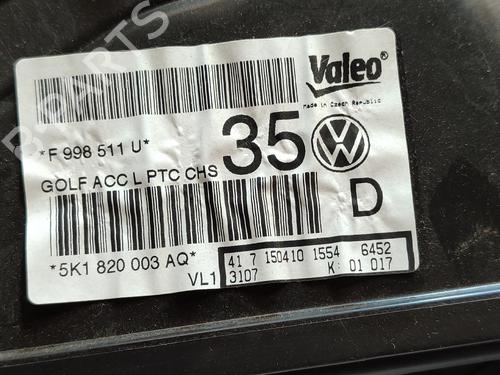 Valeo
Made in Czech Republic
*F 998 511 U*
35
GOLF ACC L PTC CHS
D
*5K1 820 003 AQ*
VL1
41 7 150410 1554 6452
3107 K: 01 017
B-PARTS